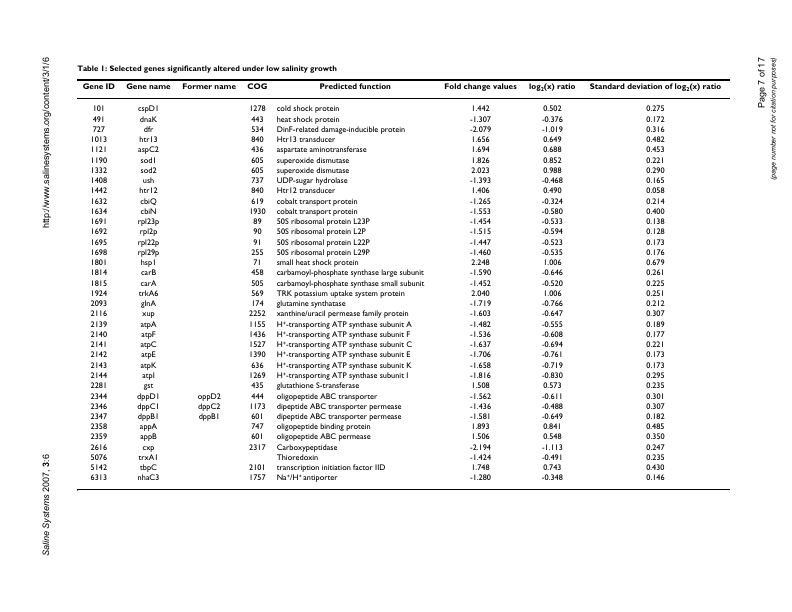 http://www.salinesystems.org/content/3/1/6
Table 1: Selected genes significantly altered under low salinity growth
Gene ID Gene name Former name COG Predicted function Fold change values log2(x) ratio Standard deviation of log2(x) ratio
101 cspD1 1278 cold shock protein 1.442 0.502 0.275
491 dnaK 443 heat shock protein -1.307 -0.376 0.172
727 dfr 534 DinF-related damage-inducible protein -2.079 -1.019 0.316
1013 htr13 840 Htr13 transducer 1.656 0.649 0.482
1121 aspC2 436 aspartate aminotransferase 1.694 0.688 0.453
1190 sod1 605 superoxide dismutase 1.826 0.852 0.221
1332 sod2 605 superoxide dismutase 2.023 0.988 0.290
1408 ush 737 UDP-sugar hydrolase -1.393 -0.468 0.165
1442 htr12 840 Htr12 transducer 1.406 0.490 0.058
1632 cbiQ 619 cobalt transport protein -1.265 -0.324 0.214
1634 cbiN 1930 cobalt transport protein -1.553 -0.580 0.400
1691 rpl23p 89 50S ribosomal protein L23P -1.454 -0.533 0.138
1692 rpl2p 90 50S ribosomal protein L2P -1.515 -0.594 0.128
1695 rpl22p 91 50S ribosomal protein L22P -1.447 -0.523 0.173
1698 rpl29p 255 50S ribosomal protein L29P -1.460 -0.535 0.176
1801 hsp1 71 small heat shock protein 2.248 1.006 0.679
1814 carB 458 carbamoyl-phosphate synthase large subunit -1.590 -0.646 0.261
1815 carA 505 carbamoyl-phosphate synthase small subunit -1.452 -0.520 0.225
1924 trkA6 569 TRK potassium uptake system protein 2.040 1.006 0.251
2093 glnA 174 glutamine synthatase -1.719 -0.766 0.212
2116 xup 2252 xanthine/uracil permease family protein -1.603 -0.647 0.307
2139 atpA 1155 H+-transporting ATP synthase subunit A -1.482 -0.555 0.189
2140 atpF 1436 H+-transporting ATP synthase subunit F -1.536 -0.608 0.177
2141 atpC 1527 H+-transporting ATP synthase subunit C -1.637 -0.694 0.221
2142 atpE 1390 H+-transporting ATP synthase subunit E -1.706 -0.761 0.173
2143 atpK 636 H+-transporting ATP synthase subunit K -1.658 -0.719 0.173
2144 atpI 1269 H+-transporting ATP synthase subunit I -1.816 -0.830 0.295
2281 gst 435 glutathione S-transferase 1.508 0.573 0.235
2344 dppD1 oppD2 444 oligopeptide ABC transporter -1.562 -0.611 0.301
2346 dppC1 dppC2 1173 dipeptide ABC transporter permease -1.436 -0.488 0.307
2347 dppB1 dppB1 601 dipeptide ABC transporter permease -1.581 -0.649 0.182
2358 appA 747 oligopeptide binding protein 1.893 0.841 0.485
2359 appB 601 oligopeptide ABC permease 1.506 0.548 0.350
2616 cxp 2317 Carboxypeptidase -2.194 -1.113 0.247
5076 trxA1 Thioredoxin -1.424 -0.491 0.235
5142 tbpC 2101 transcription initiation factor IID 1.748 0.743 0.430
6313 nhaC3 1757 Na+/H+ antiporter -1.280 -0.348 0.146
Saline Systems 2007, 3:6
Page 7 of 17
(page number not for citation purposes)